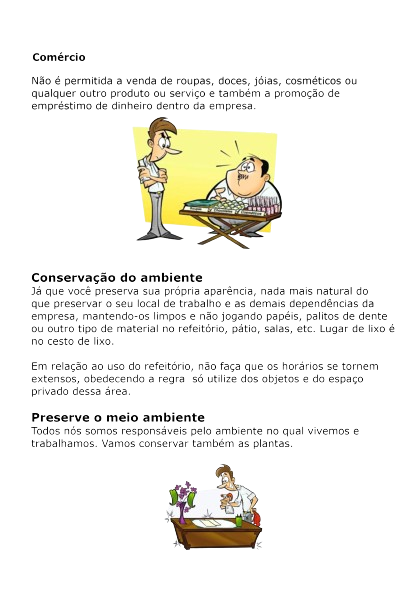 Comércio
Não é permitida a venda de roupas, doces, jóias, cosméticos ou
qualquer outro produto ou serviço e também a promoção de
empréstimo de dinheiro dentro da empresa.
Conservação do ambiente
Já que você preserva sua própria aparência, nada mais natural do
que preservar o seu local de trabalho e as demais dependências da
empresa, mantendo-os limpos e não jogando papéis, palitos de dente
ou outro tipo de material no refeitório, pátio, salas, etc. Lugar de lixo é
no cesto de lixo.
Em relação ao uso do refeitório, não faça que os horários se tornem
extensos, obedecendo a regra  só utilize dos objetos e do espaço
privado dessa área.
Preserve o meio ambiente
Todos nós somos responsáveis pelo ambiente no qual vivemos e
trabalhamos. Vamos conservar também as plantas.